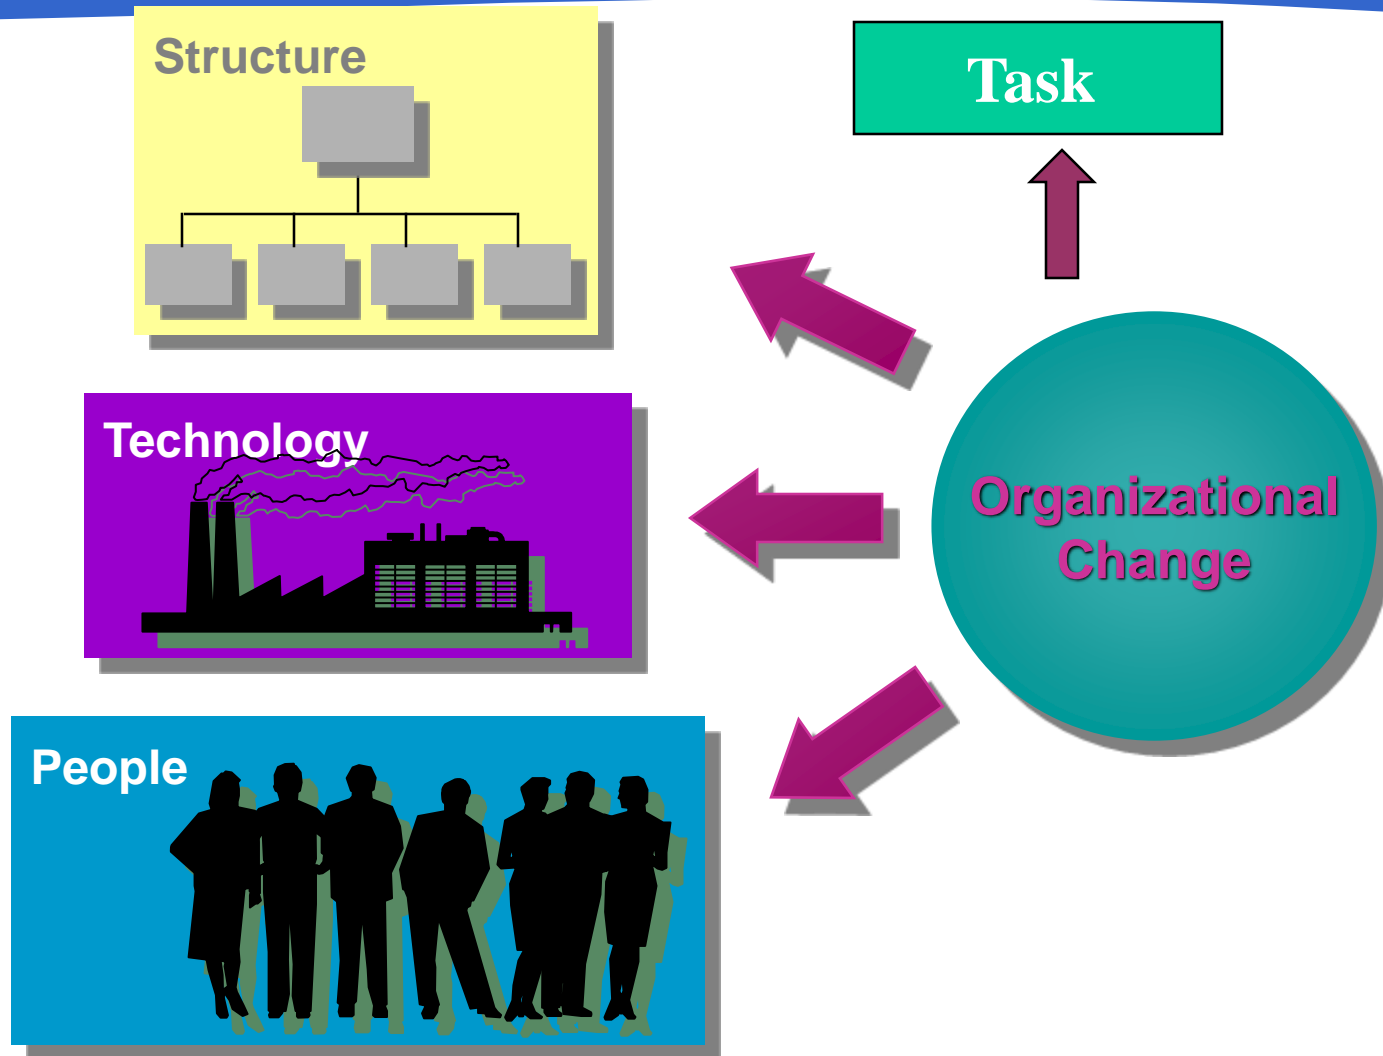 Structure
Task
Technology
Organizational
Change
People